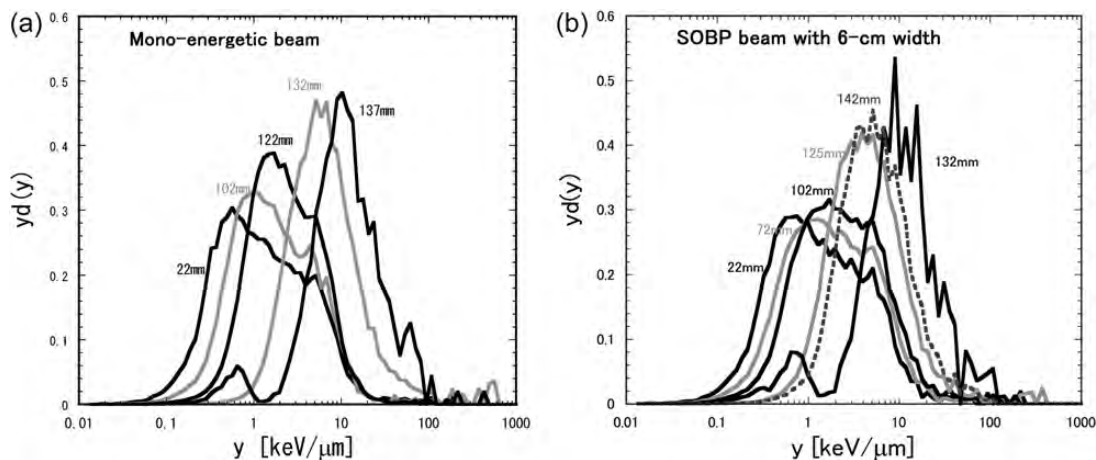 (a)
Mono-energetic beam
0.6
0.5
0.4
0.3
0.2
0.1
0
yd(y)
132mm
137mm
122mm
102mm
22mm
0.01 0.1 1 10 100 1000
y [keV/μm]
(b)
SOBP beam with 6-cm width
0.6
0.5
0.4
0.3
0.2
0.1
0
yd(y)
142mm
125mm
132mm
102mm
72mm
22mm
0.01 0.1 1 10 100 1000
y [keV/μm]